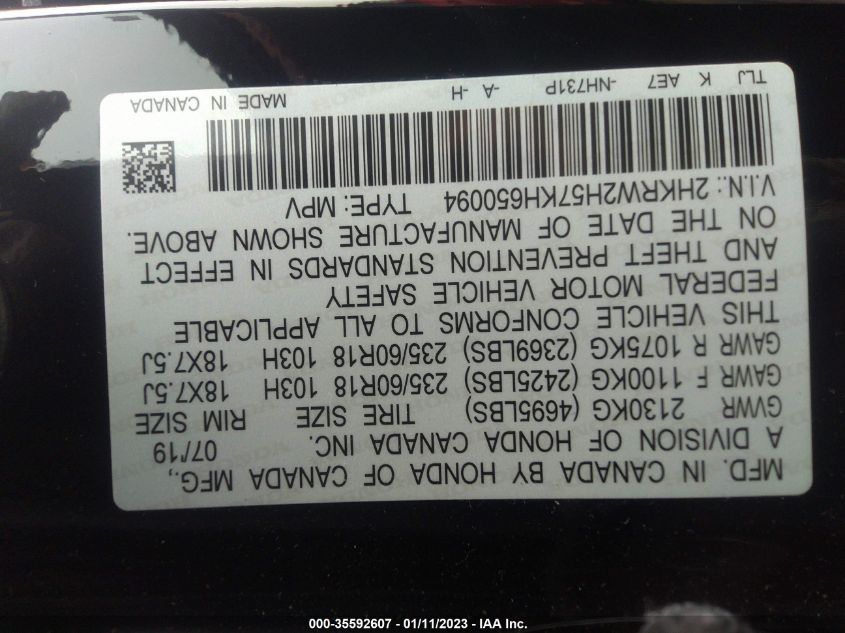 MFD. IN CANADA BY HONDA OF CANADA MFG.,
A DIVISION OF HONDA CANADA INC. 07/19
GVWR 2130KG (4695LBS) TIRE SIZE RIM SIZE
GAWR F 1100KG (2425LBS) 235/60R18 103H 18X7.5J
GAWR R 1075KG (2369LBS) 235/60R18 103H 18X7.5J
THIS VEHICLE CONFORMS TO ALL APPLICABLE
FEDERAL MOTOR VEHICLE SAFETY
AND THEFT PREVENTION STANDARDS IN EFFECT
ON THE DATE OF MANUFACTURE SHOWN ABOVE.
V.I.N.: 2HKRW2H57KH650094 TYPE: MPV
TLJ K AE7 -NH731P -A -H MADE IN CANADA
000-35592607 - 01/11/2023 - IAA Inc.